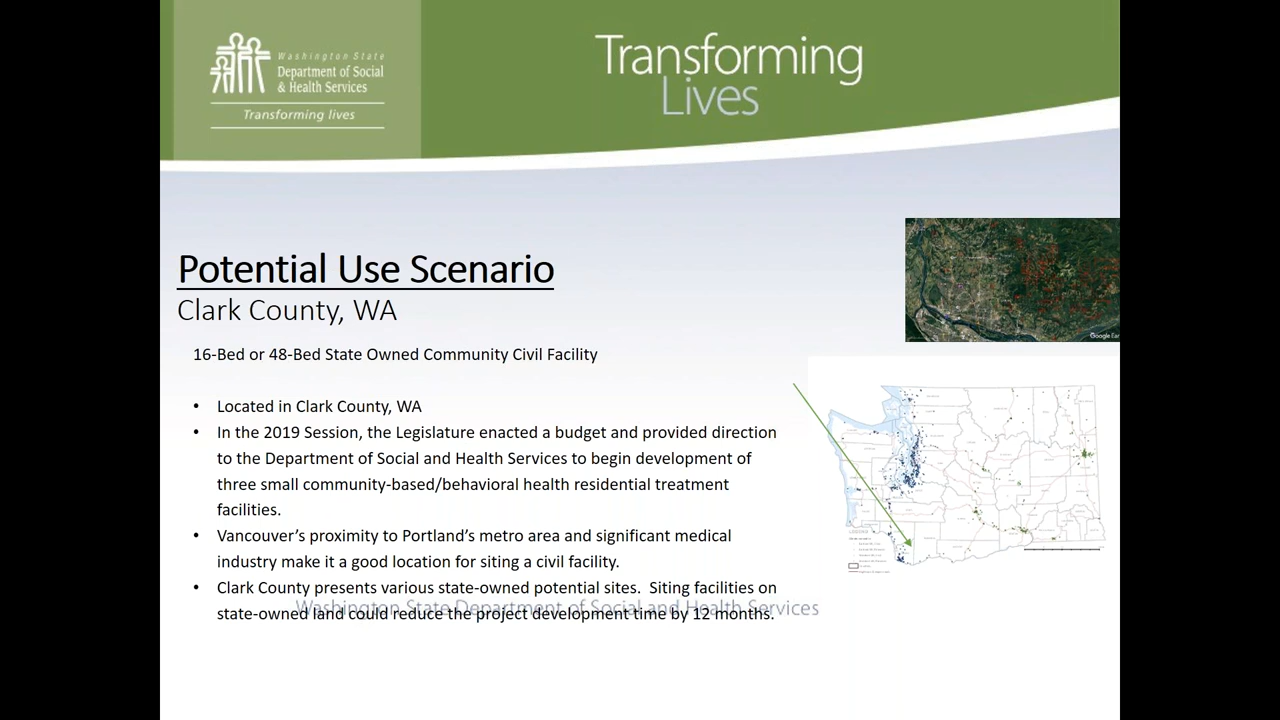 Washington State
Department of Social
& Health Services
Transforming lives
Transforming
Lives
Potential Use Scenario
Clark County, WA
16-Bed or 48-Bed State Owned Community Civil Facility
• Located in Clark County, WA
• In the 2019 Session, the Legislature enacted a budget and provided direction
to the Department of Social and Health Services to begin development of
three small community-based/behavioral health residential treatment
facilities.
• Vancouver’s proximity to Portland’s metro area and significant medical
industry make it a good location for siting a civil facility.
• Clark County presents various state-owned potential sites.  Siting facilities on
state-owned land could reduce the project development time by 12 months.
Washington State Department of Social and Health Services
Google Ear